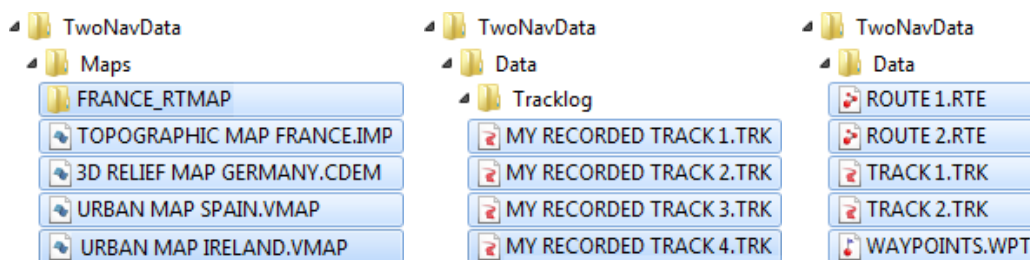 TwoNavData
Maps
FRANCE_RTMAP
TOPOGRAPHIC MAP FRANCE.IMP
3D RELIEF MAP GERMANY.CDEM
URBAN MAP SPAIN.VMAP
URBAN MAP IRELAND.VMAP
TwoNavData
Data
Tracklog
MY RECORDED TRACK 1.TRK
MY RECORDED TRACK 2.TRK
MY RECORDED TRACK 3.TRK
MY RECORDED TRACK 4.TRK
TwoNavData
Data
ROUTE 1.RTE
ROUTE 2.RTE
TRACK 1.TRK
TRACK 2.TRK
WAYPOINTS.WPT